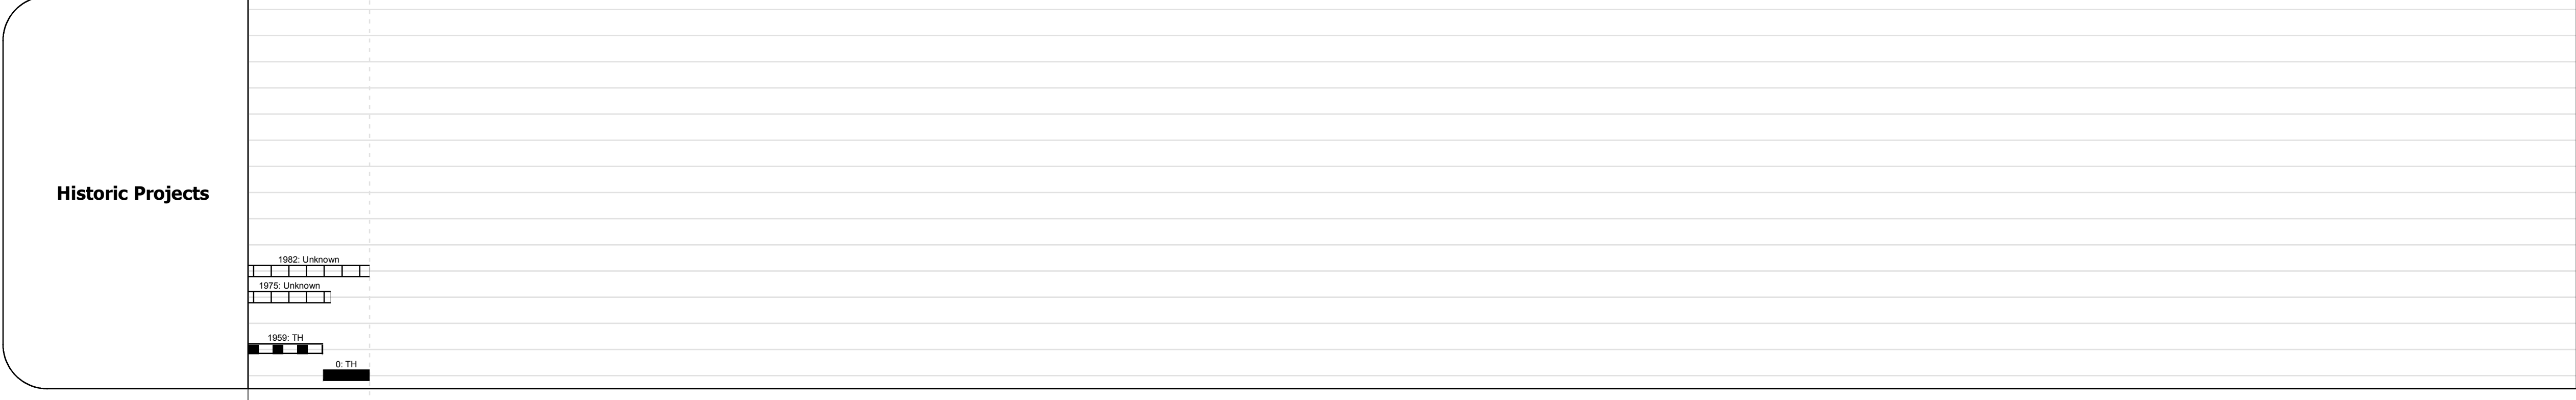 Historic Projects
1982: Unknown
1975: Unknown
1959: TH
0: TH